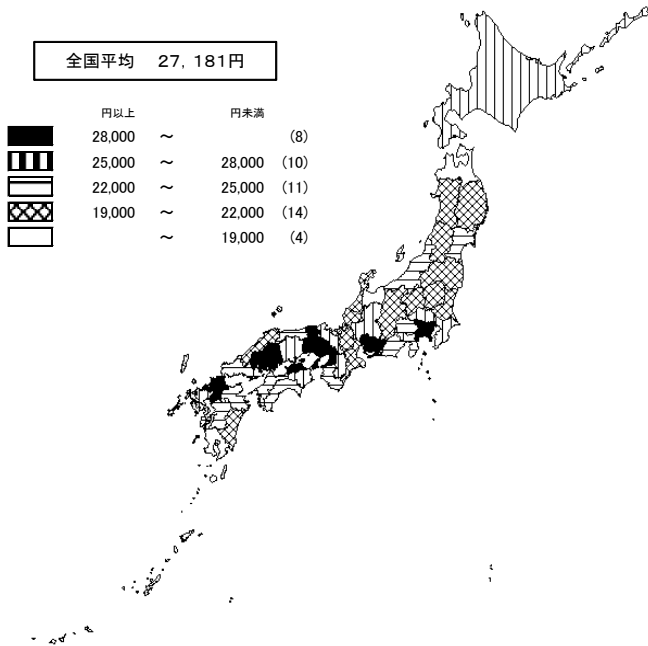 全国平均 27,181円
円以上 円未満
28,000 ～ (8)
25,000 ～ 28,000 (10)
22,000 ～ 25,000 (11)
19,000 ～ 22,000 (14)
～ 19,000 (4)